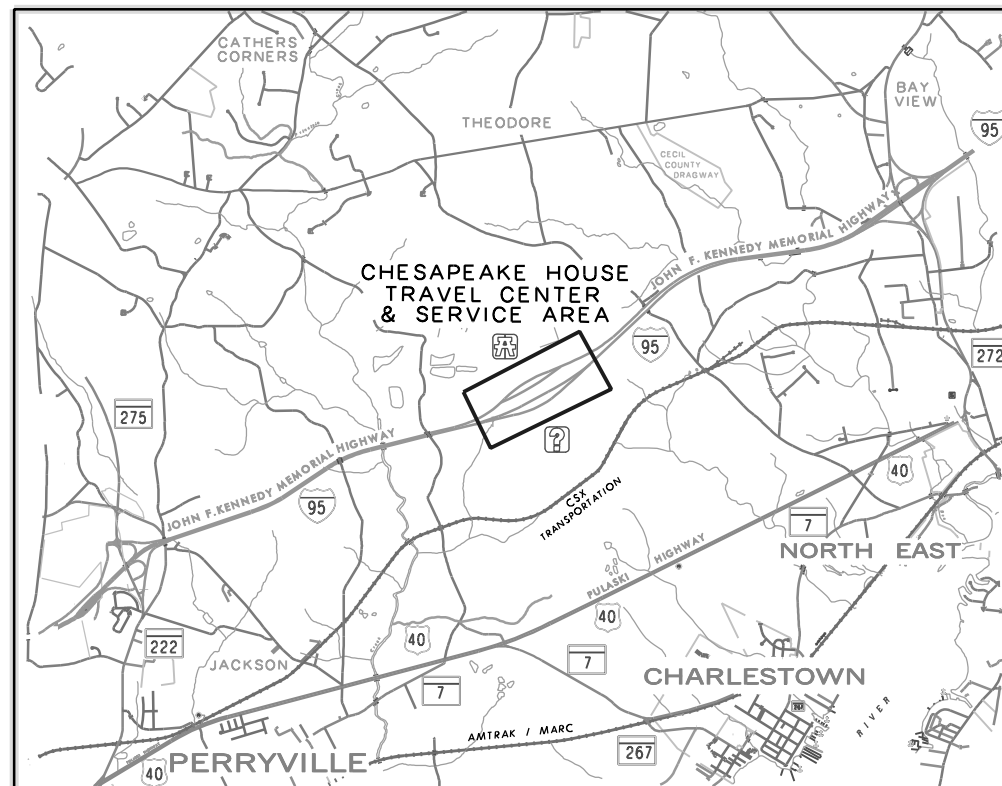 CATHERS
CORNERS
BAY
VIEW
THEODORE
95
CECIL
COUNTY
DRAGWAY
JOHN F. KENNEDY MEMORIAL HIGHWAY
CHESAPEAKE HOUSE
TRAVEL CENTER
& SERVICE AREA
95
272
275
?
JOHN F. KENNEDY MEMORIAL HIGHWAY
40
95
CSX
TRANSPORTATION
7
NORTH EAST
PULASKI HIGHWAY
40
222
40
JACKSON
7
CHARLESTOWN
7
RIVER
AMTRAK / MARC
267
PERRYVILLE
40